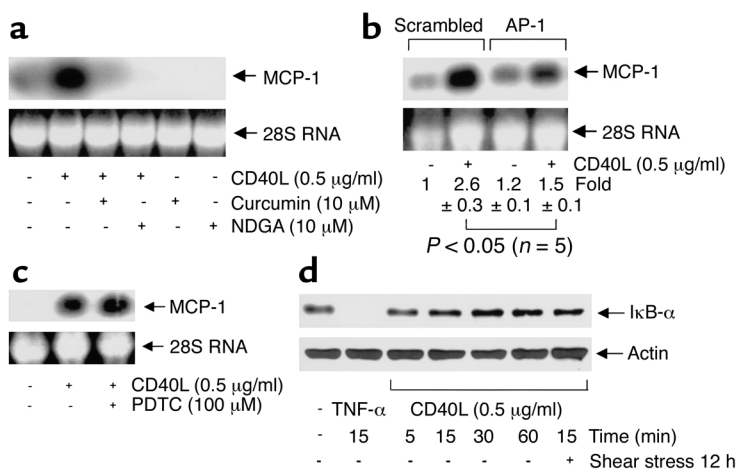 a
MCP-1
28S RNA
- + + + - - CD40L (0.5 µg/ml)
- - + - + - Curcumin (10 µM)
- - - + - + NDGA (10 µM)
b
Scrambled AP-1
MCP-1
28S RNA
- + - + CD40L (0.5 µg/ml)
1 2.6 1.2 1.5 Fold
± 0.3 ± 0.1 ± 0.1
P < 0.05 (n = 5)
c
MCP-1
28S RNA
- + + CD40L (0.5 µg/ml)
- - + PDTC (100 µM)
d
IκB-α
Actin
- TNF-α CD40L (0.5 µg/ml)
- 15 5 15 30 60 15 Time (min)
- - - - - - + Shear stress 12 h